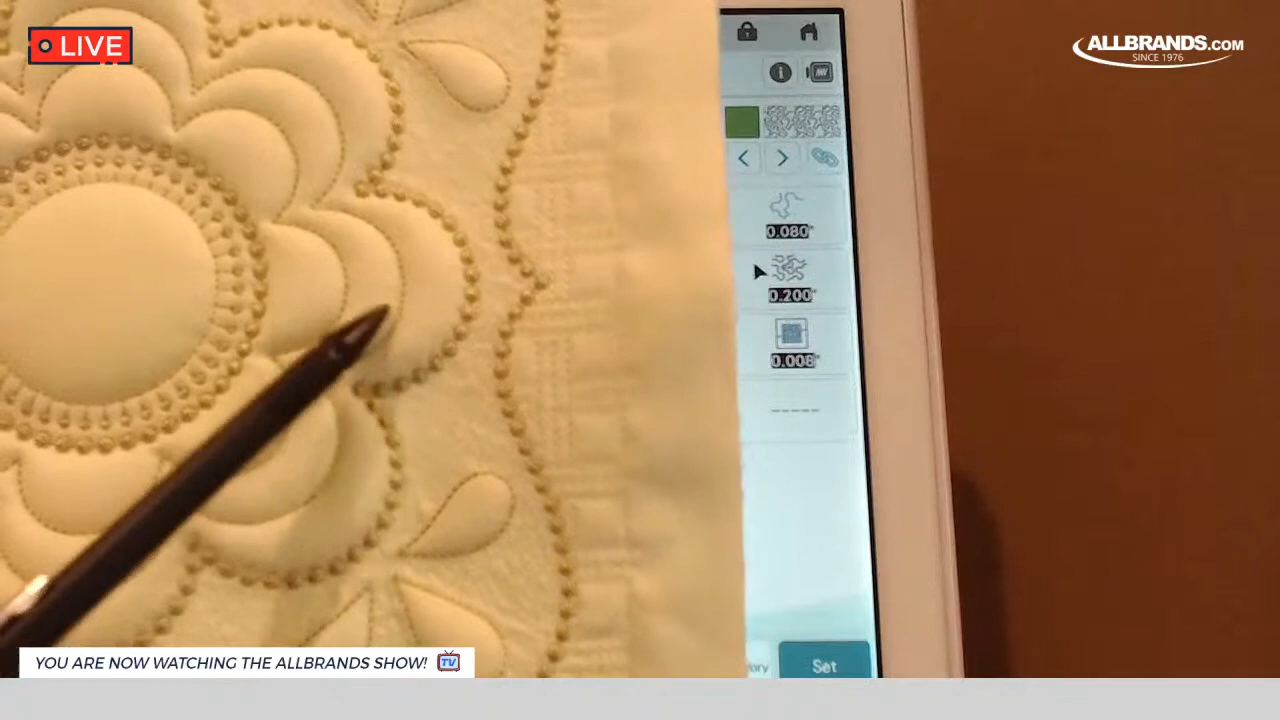 LIVE
ALLBRANDS.COM
SINCE 1976
0.080"
0.200"
0.008"
Set
YOU ARE NOW WATCHING THE ALLBRANDS SHOW!
TV